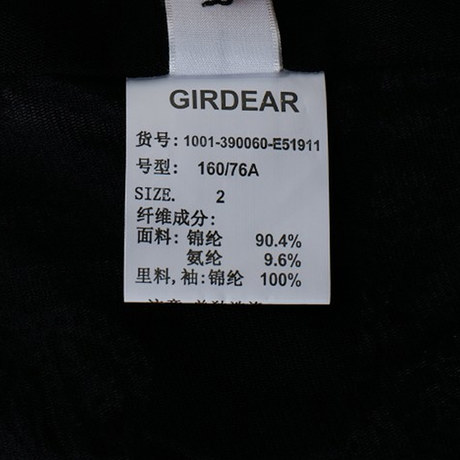 GIRDEAR
货号: 1001-390060-E51911
号型: 160/76A
SIZE. 2
纤维成分:
面料: 锦纶 90.4%
氨纶 9.6%
里料,袖:锦纶 100%